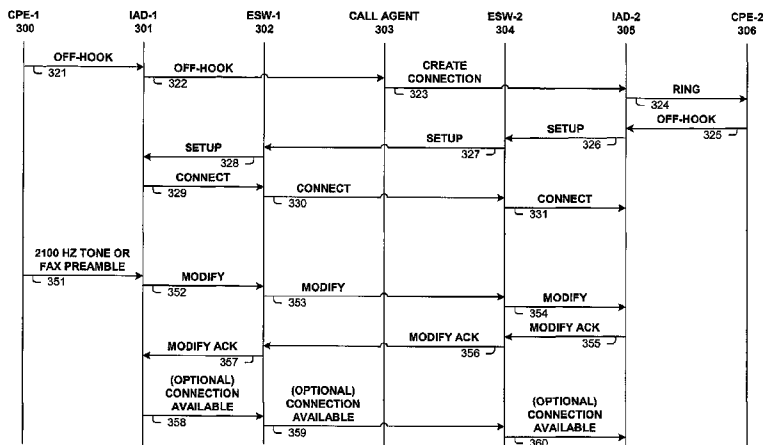 CPE-1 IAD-1 ESW-1 CALL AGENT ESW-2 IAD-2 CPE-2
300 301 302 303 304 305 306
OFF-HOOK
321
OFF-HOOK
322
CREATE
CONNECTION
323
RING
324
OFF-HOOK
325
SETUP
326
SETUP
327
SETUP
328
CONNECT
329
CONNECT
330
CONNECT
331
2100 HZ TONE OR
FAX PREAMBLE
351
MODIFY
352
MODIFY
353
MODIFY
354
MODIFY ACK
355
MODIFY ACK
356
MODIFY ACK
357
(OPTIONAL)
CONNECTION
AVAILABLE
358
(OPTIONAL)
CONNECTION
AVAILABLE
359
(OPTIONAL)
CONNECTION
AVAILABLE
360